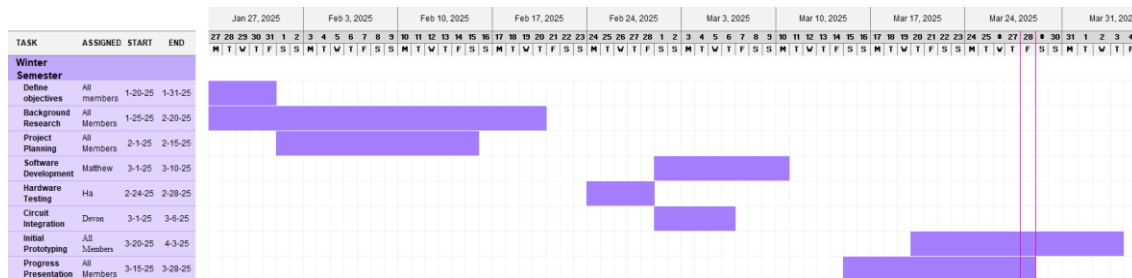 Jan 27, 2025 Feb 3, 2025 Feb 10, 2025 Feb 17, 2025 Feb 24, 2025 Mar 3, 2025 Mar 10, 2025 Mar 17, 2025 Mar 24, 2025 Mar 31, 202
27 28 29 30 31 1 2 3 4 5 6 7 8 9 10 11 12 13 14 15 16 17 18 19 20 21 22 23 24 25 26 27 28 1 2 3 4 5 6 7 8 9 10 11 12 13 14 15 16 17 18 19 20 21 22 23 24 25 # 27 28 # 30 31 1 2 3 4
TASK ASSIGNED START END M T W T F S S M T W T F S S M T W T F S S M T W T F S S M T W T F S S M T W T F S S M T W T F S S M T W T F S S M T W T F S S M T W T F
Winter
Semester
Define objectives All members 1-20-25 1-31-25
Background Research All Members 1-25-25 2-20-25
Project Planning All Members 2-1-25 2-15-25
Software Development Matthew 3-1-25 3-10-25
Hardware Testing Ha 2-24-25 2-28-25
Circuit Integration Devon 3-1-25 3-6-25
Initial Prototyping All Members 3-20-25 4-3-25
Progress Presentation All Members 3-15-25 3-28-25